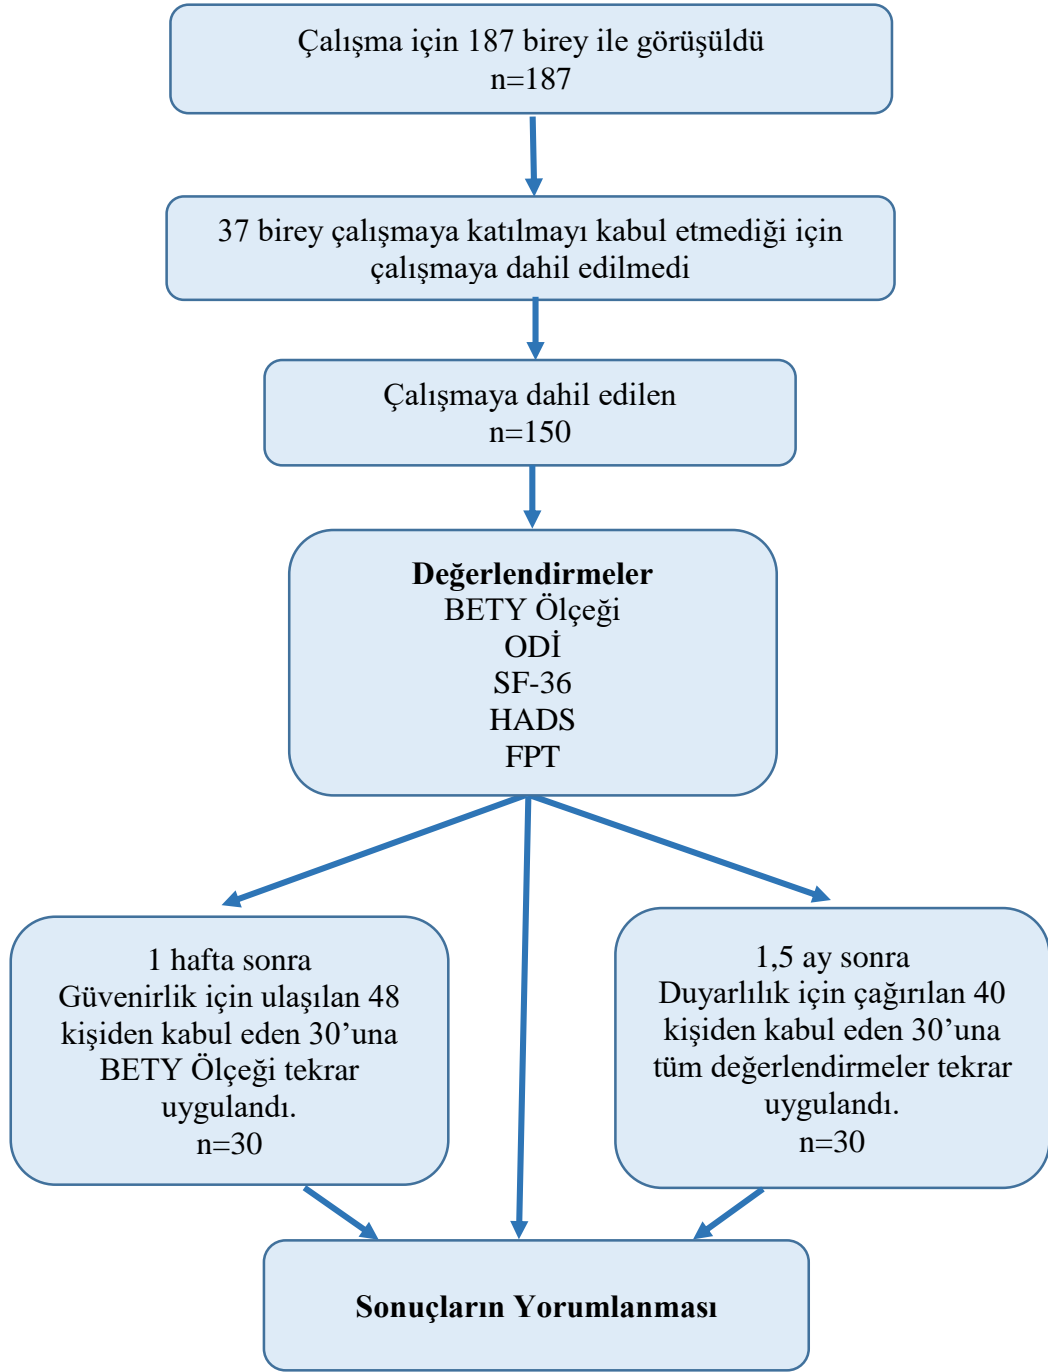 Çalışma için 187 birey ile görüşüldü
n=187
37 birey çalışmaya katılmayı kabul etmediği için
çalışmaya dahil edilmedi
Çalışmaya dahil edilen
n=150
Değerlendirmeler
BETY Ölçeği
ODİ
SF-36
HADS
FPT
1 hafta sonra
Güvenirlik için ulaşılan 48
kişiden kabul eden 30’una
BETY Ölçeği tekrar
uygulandı.
n=30
1,5 ay sonra
Duyarlılık için çağırılan 40
kişiden kabul eden 30’una
tüm değerlendirmeler tekrar
uygulandı.
n=30
Sonuçların Yorumlanması